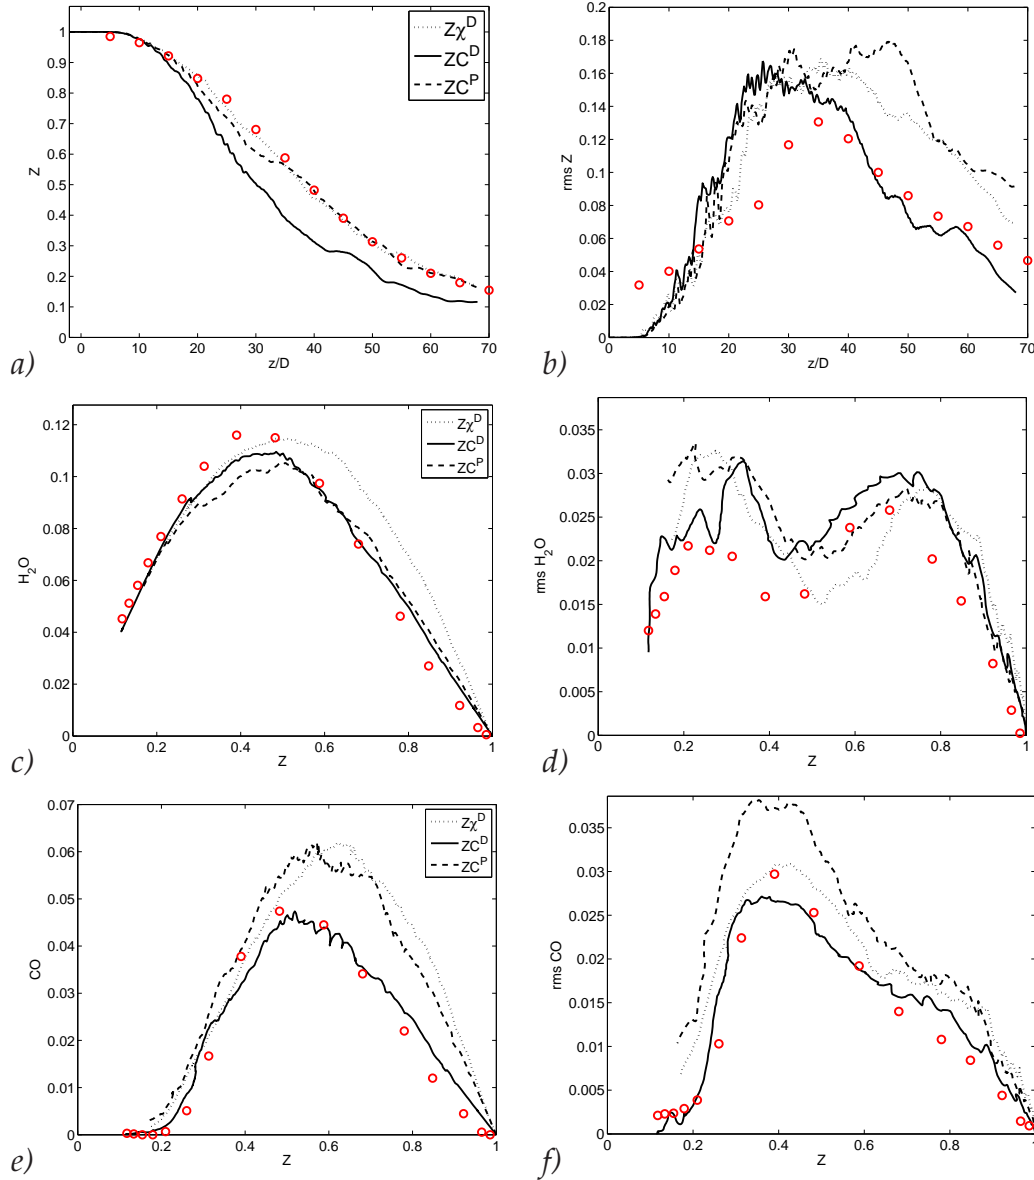 1
0.9
0.8
0.7
0.6
0.5
0.4
0.3
0.2
0.1
0
Z
0 10 20 30 40 50 60 70
z/D
Zχ^D
ZC^D
ZC^P
a)
0.2
0.18
0.16
0.14
0.12
0.1
0.08
0.06
0.04
0.02
0
rms Z
0 10 20 30 40 50 60 70
z/D
b)
0.12
0.1
0.08
0.06
0.04
0.02
0
H₂O
0 0.2 0.4 0.6 0.8 1
Z
Zχ^D
ZC^D
ZC^P
c)
0.035
0.03
0.025
0.02
0.015
0.01
0.005
0
rms H₂O
0 0.2 0.4 0.6 0.8 1
Z
d)
0.07
0.06
0.05
0.04
0.03
0.02
0.01
0
CO
0 0.2 0.4 0.6 0.8 1
Z
Zχ^D
ZC^D
ZC^P
e)
0.035
0.03
0.025
0.02
0.015
0.01
0.005
0
rms CO
0 0.2 0.4 0.6 0.8 1
Z
f)